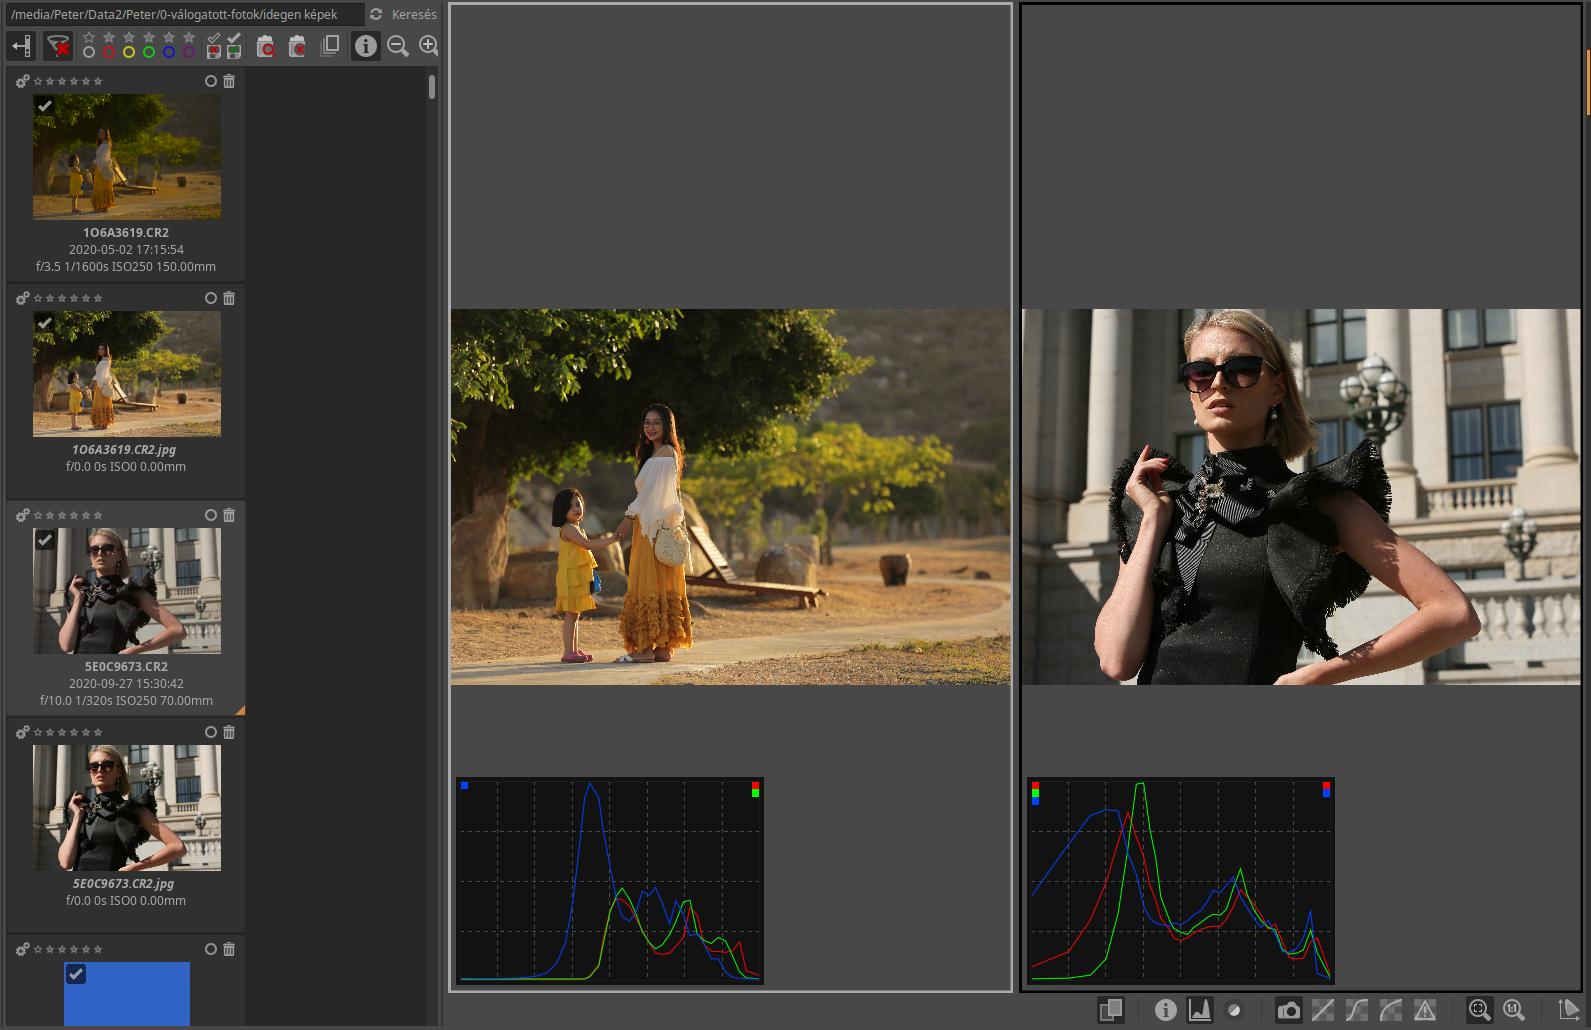 /media/Peter/Data2/Peter/0-válogatott-fotok/idegen képek
Keresés
1O6A3619.CR2
2020-05-02 17:15:54
f/3.5 1/1600s ISO250 150.00mm
1O6A3619.CR2.jpg
f/0.0 0s ISO0 0.00mm
5E0C9673.CR2
2020-09-27 15:30:42
f/10.0 1/320s ISO250 70.00mm
5E0C9673.CR2.jpg
f/0.0 0s ISO0 0.00mm
1:1